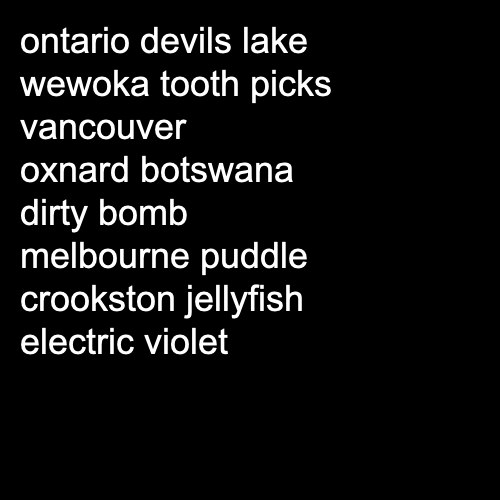 ontario devils lake
wewoka tooth picks
vancouver
oxnard botswana
dirty bomb
melbourne puddle
crookston jellyfish
electric violet